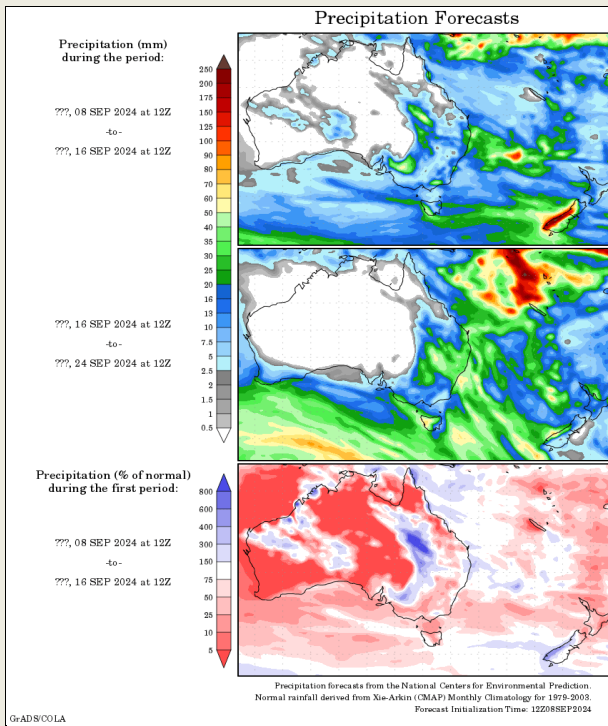 Precipitation Forecasts
Precipitation (mm)
during the period:
???, 08 SEP 2024 at 12Z
-to-
???, 16 SEP 2024 at 12Z
250
200
175
150
125
100
90
80
70
60
50
40
35
30
25
20
16
13
10
7.5
5
2.5
2
1.5
1
0.5
???, 16 SEP 2024 at 12Z
-to-
???, 24 SEP 2024 at 12Z
Precipitation (% of normal)
during the first period:
800
600
400
300
150
75
50
25
10
5
???, 08 SEP 2024 at 12Z
-to-
???, 16 SEP 2024 at 12Z
Precipitation forecasts from the National Centers for Environmental Prediction.
Normal rainfall derived from Xie-Arkin (CMAP) Monthly Climatology for 1979-2003.
Forecast Initialization Time: 12Z08SEP2024
GrADS/COLA